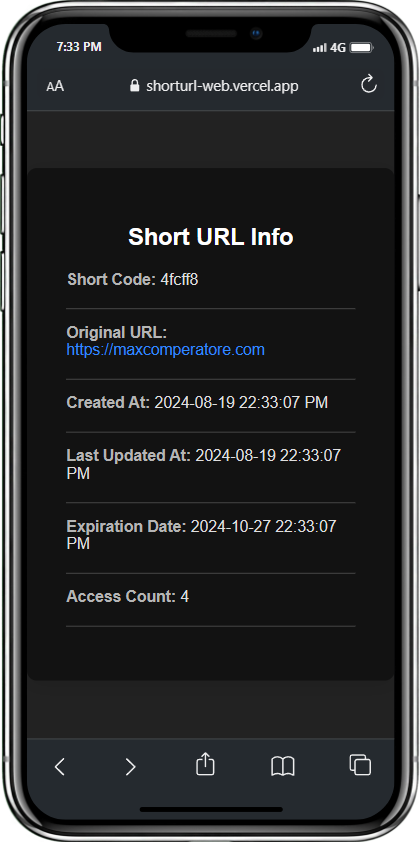 7:33 PM
4G
AA
shorturl-web.vercel.app
Short URL Info
Short Code: 4fcff8
Original URL:
https://maxcomperatore.com
Created At: 2024-08-19 22:33:07 PM
Last Updated At: 2024-08-19 22:33:07
PM
Expiration Date: 2024-10-27 22:33:07
PM
Access Count: 4